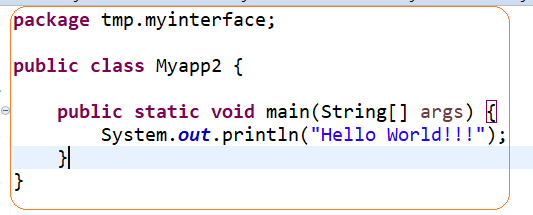 package tmp.myinterface;
public class Myapp2 {
public static void main(String[] args) {
System.out.println("Hello World!!!");
}
}